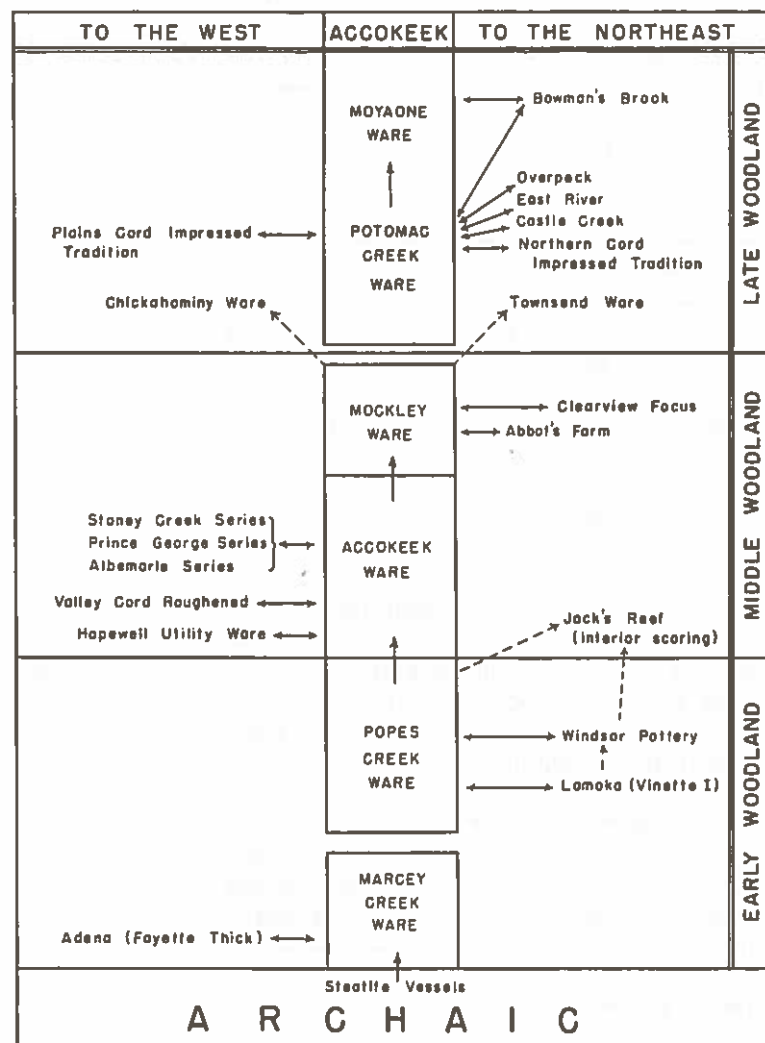 TO THE WEST
ACCOKEEK
TO THE NORTHEAST
MOYAONE
WARE
Bowman's Brook
Overpeck
East River
Castle Creek
Northern Cord
Impressed Tradition
Plains Cord Impressed
Tradition
POTOMAC
CREEK
WARE
Chickahominy Ware
Townsend Ware
LATE WOODLAND
MOCKLEY
WARE
Clearview Focus
Abbot's Farm
Stoney Creek Series
Prince George Series
Albemarle Series
ACCOKEEK
WARE
Valley Cord Roughened
Hopewell Utility Ware
Jack's Reef
(interior scoring)
MIDDLE WOODLAND
POPES
CREEK
WARE
Windsor Pottery
Lamoka (Vinette I)
MARCEY
CREEK
WARE
Adena (Fayette Thick)
EARLY WOODLAND
Steatite Vessels
ARCHAIC